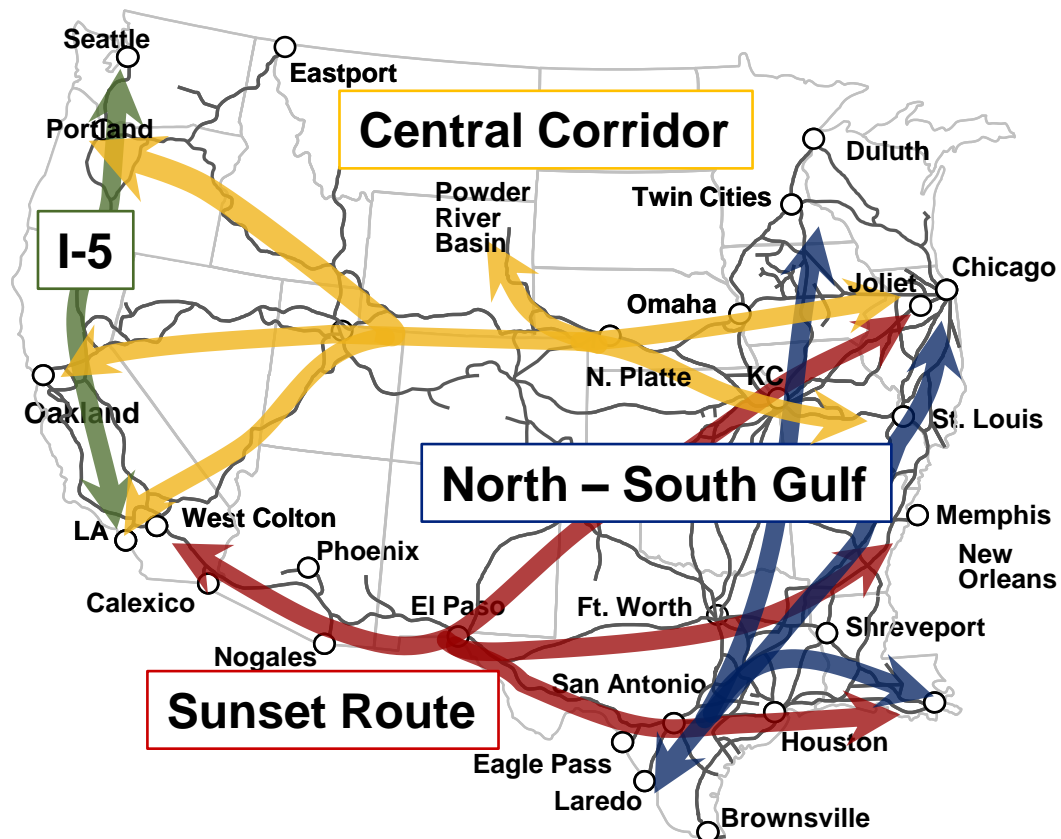 Seattle
Eastport
Portland
Central Corridor
Duluth
Powder
River
Basin
Twin Cities
I-5
Chicago
Joliet
Omaha
N. Platte
KC
Oakland
St. Louis
North – South Gulf
LA
West Colton
Memphis
Phoenix
New
Orleans
Calexico
El Paso
Ft. Worth
Shreveport
Nogales
San Antonio
Sunset Route
Houston
Eagle Pass
Laredo
Brownsville